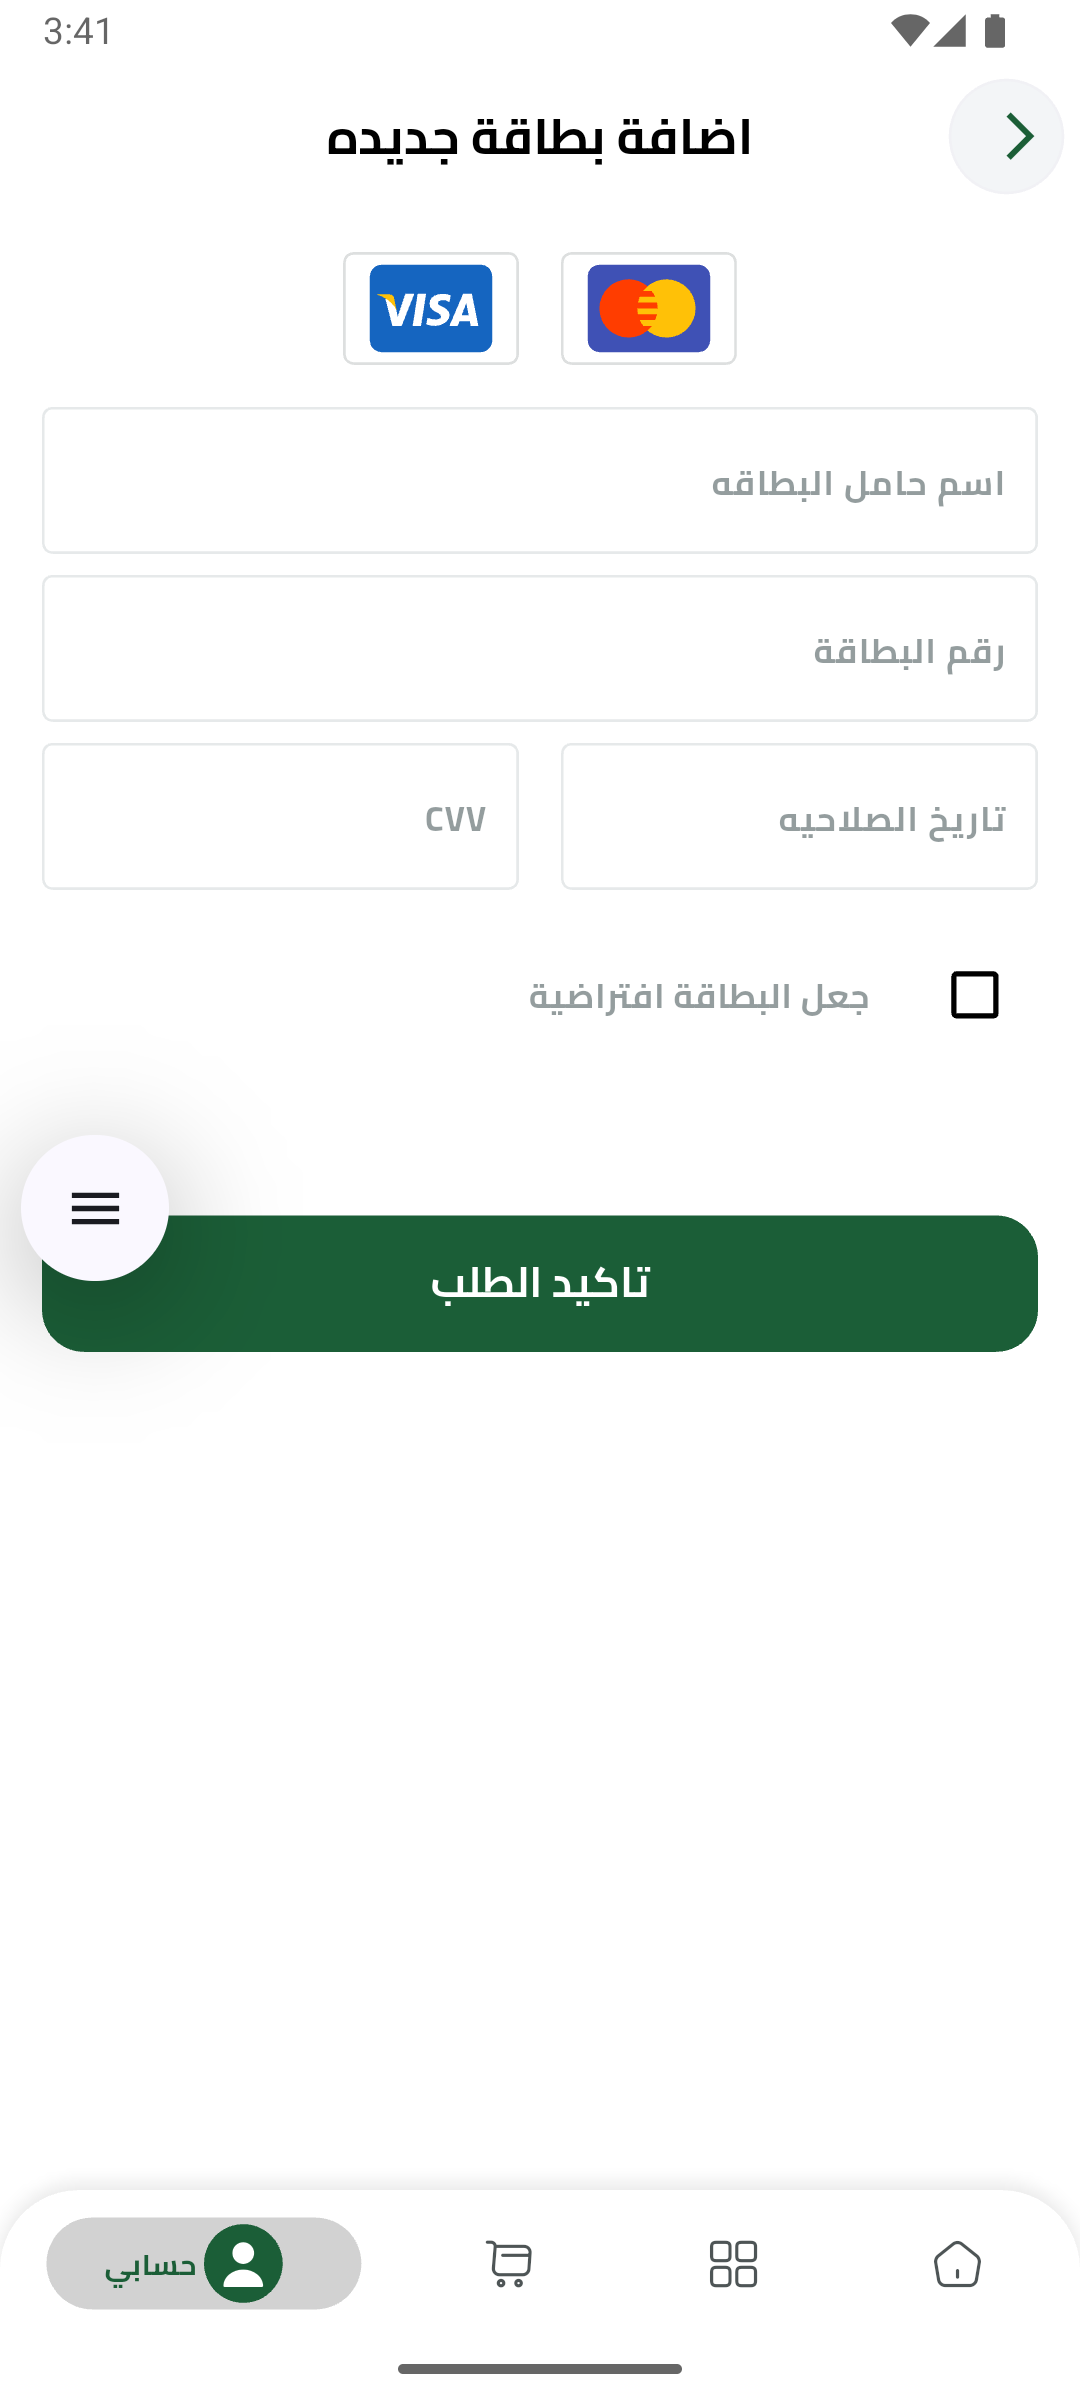 3:41
اضافة بطاقة جديده
VISA
اسم حامل البطاقه
رقم البطاقة
تاريخ الصلاحيه
CVV
جعل البطاقة افتراضية
تاكيد الطلب
حسابي